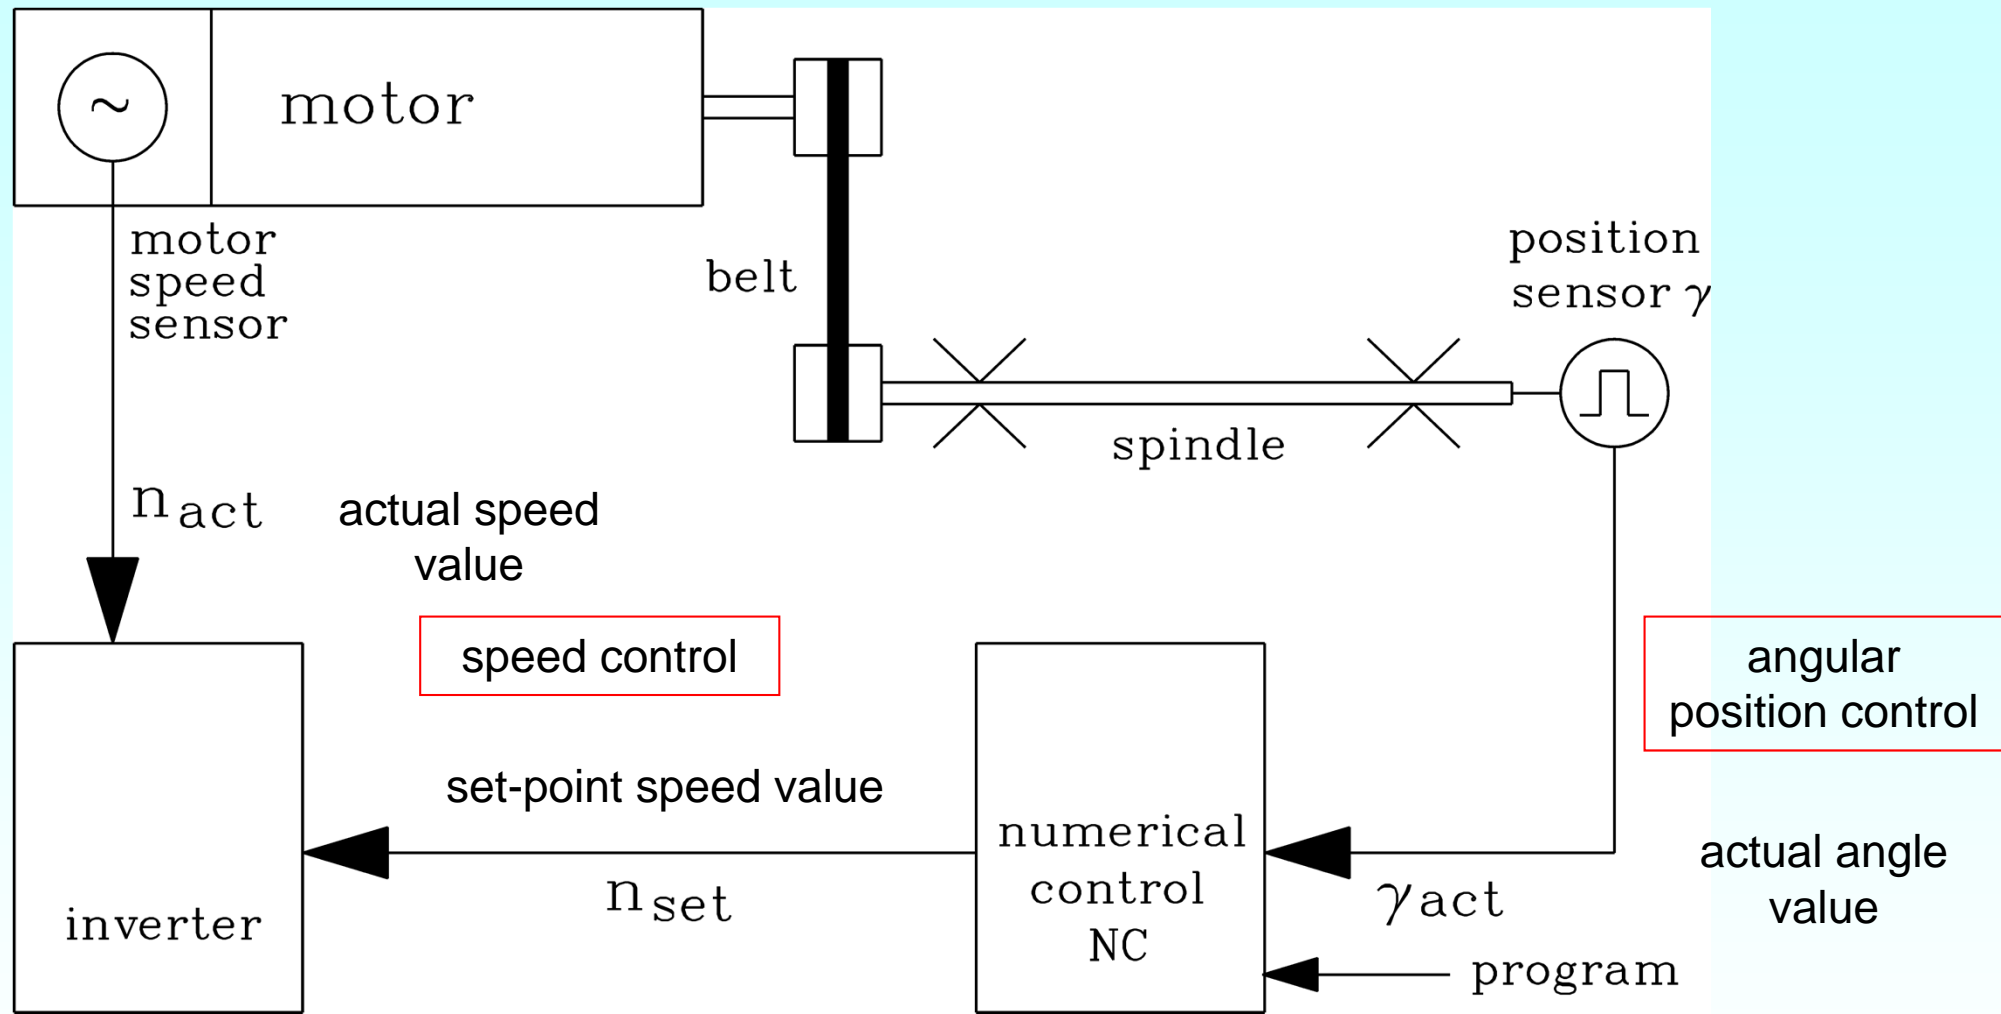 ~
motor
motor
speed
sensor
belt
position
sensor γ
spindle
n act
actual speed
value
speed control
angular
position control
set-point speed value
numerical
control
NC
actual angle
value
inverter
n set
γ act
program